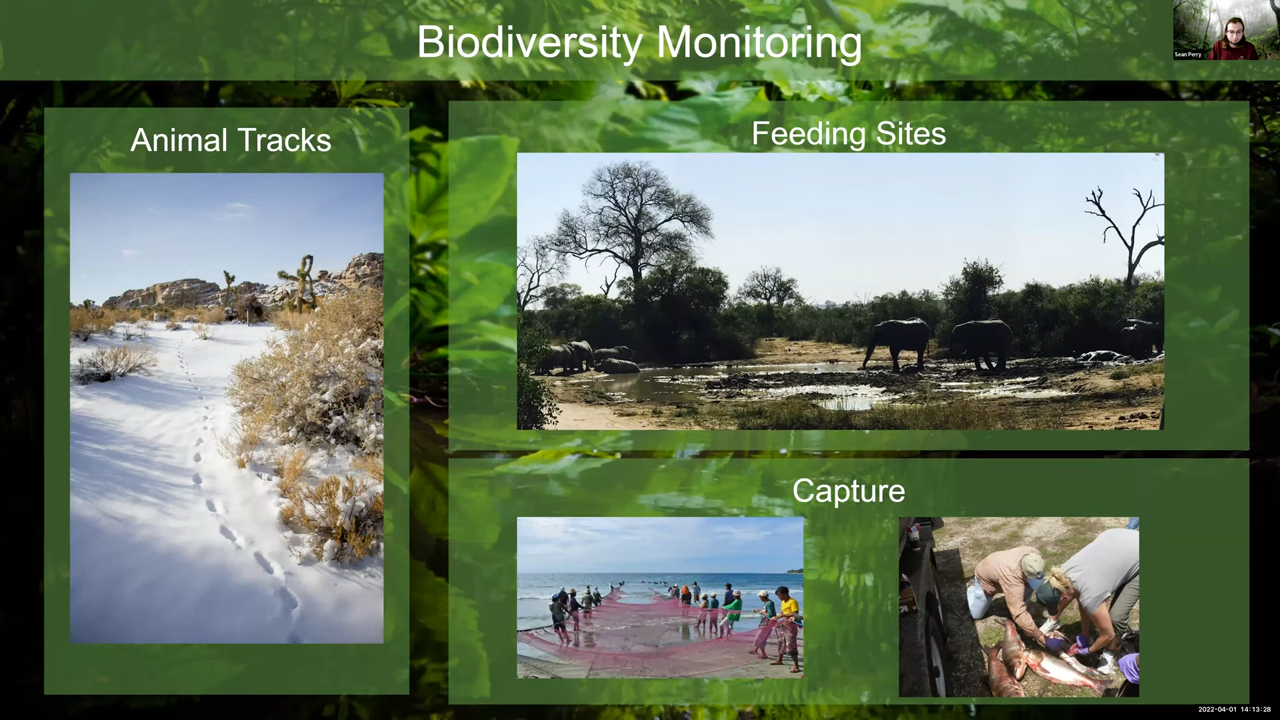 Biodiversity Monitoring
Sean Perry
Animal Tracks
Feeding Sites
Capture
2022-04-01 14:13:28